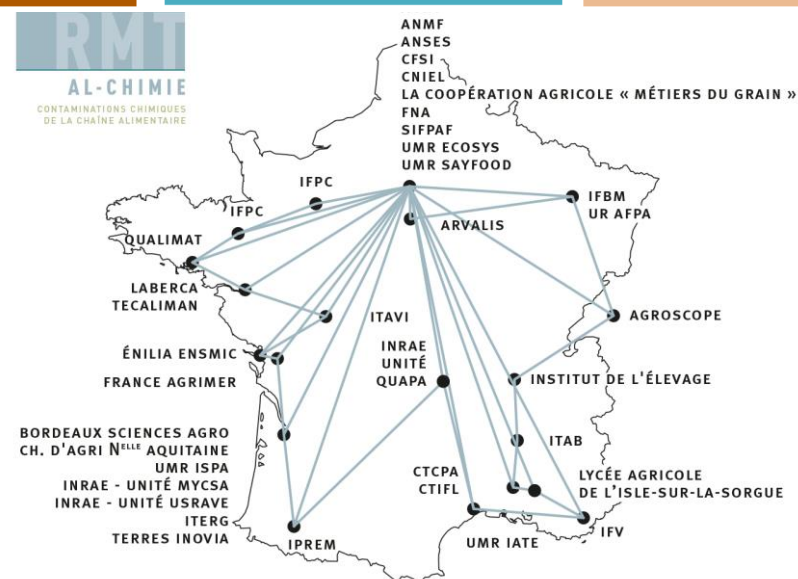 RMT
AL-CHIMIE
CONTAMINATIONS CHIMIQUES
DE LA CHAÎNE ALIMENTAIRE
ANMF
ANSES
CFSI
CNIEL
LA COOPÉRATION AGRICOLE « MÉTIERS DU GRAIN »
FNA
SIFPAF
UMR ECOSYS
UMR SAYFOOD
IFPC
IFPC
QUALIMAT
IFBM
UR AFPA
ARVALIS
LABERCA
TECALIMAN
ITAVI
AGROSCOPE
ÉNILIA ENSMIC
FRANCE AGRIMER
INRAE
UNITÉ
QUAPA
INSTITUT DE L'ÉLEVAGE
BORDEAUX SCIENCES AGRO
CH. D'AGRI NELLE AQUITAINE
UMR ISPA
INRAE - UNITÉ MYCSA
INRAE - UNITÉ USRAVE
ITERG
TERRES INOVIA
ITAB
CTCPA
CTIFL
LYCÉE AGRICOLE
DE L'ISLE-SUR-LA-SORGUE
IPREM
UMR IATE
IFV